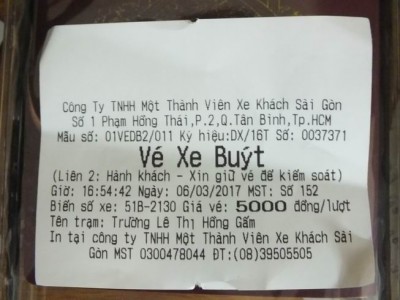 Công Ty TNHH Một Thành Viên Xe Khách Sài Gòn
Số 1 Phạm Hồng Thái,P.2,Q.Tân Bình,Tp.HCM
Mẫu số: 01VEDB2/011 Ký hiệu:DX/16T Số: 0037371
Vé Xe Buýt
(Liên 2: Hành khách - Xin giữ vé để kiểm soát)
Giờ: 16:54:42 Ngày: 06/03/2017 MST: Số 152
Biển số xe: 51B-2130 Giá vé: 5000 đồng/lượt
Tên trạm: Trường Lê Thị Hồng Gấm
In tại công ty TNHH Một Thành Viên Xe Khách Sài
Gòn MST 0300478044 ĐT:(08)39505505